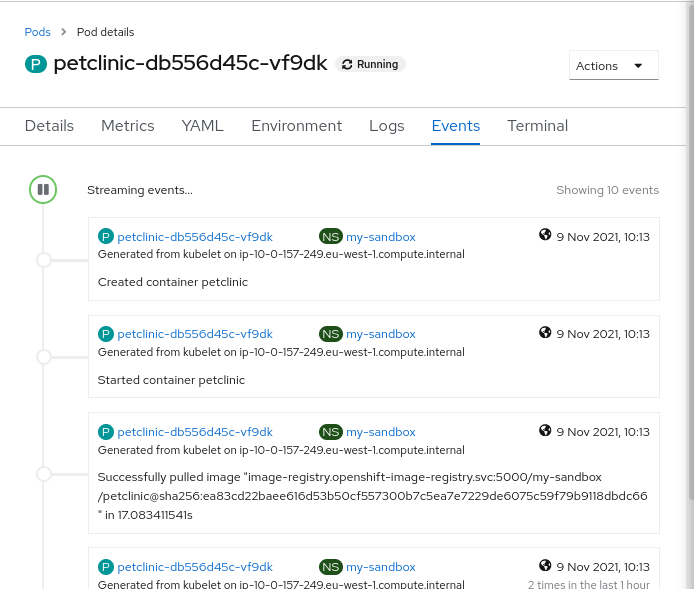 Pods > Pod details
P petclinic-db556d45c-vf9dk Running
Actions
Details Metrics YAML Environment Logs Events Terminal
Streaming events... Showing 10 events
P petclinic-db556d45c-vf9dk NS my-sandbox 9 Nov 2021, 10:13
Generated from kubelet on ip-10-0-157-249.eu-west-1.compute.internal
Created container petclinic
P petclinic-db556d45c-vf9dk NS my-sandbox 9 Nov 2021, 10:13
Generated from kubelet on ip-10-0-157-249.eu-west-1.compute.internal
Started container petclinic
P petclinic-db556d45c-vf9dk NS my-sandbox 9 Nov 2021, 10:13
Generated from kubelet on ip-10-0-157-249.eu-west-1.compute.internal
Successfully pulled image "image-registry.openshift-image-registry.svc:5000/my-sandbox
/petclinic@sha256:ea83cd22baee616d53b50cf557300b7c5ea7e7229de6075c59f79b9118dbdc66
" in 17.083411541s
P petclinic-db556d45c-vf9dk NS my-sandbox 9 Nov 2021, 10:13
Generated from kubelet on ip-10-0-157-249.eu-west-1.compute.internal 2 times in the last 1 hour